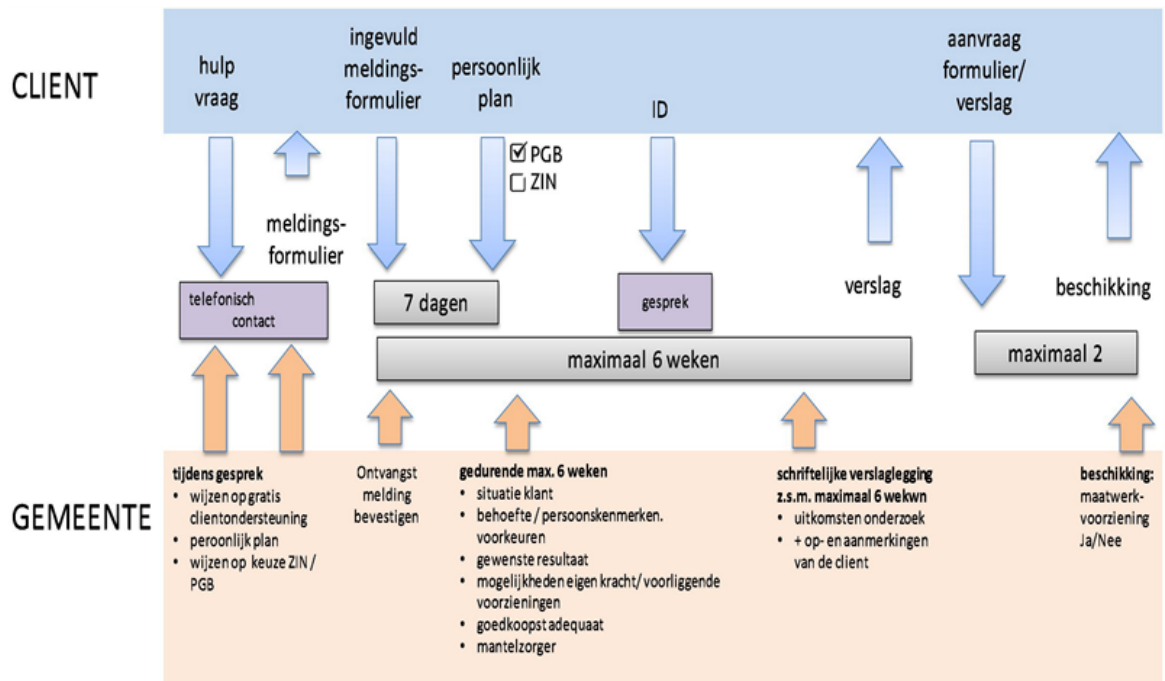 CLIENT
hulp
vraag
ingevuld
meldings-
formulier
persoonlijk
plan
ID
aanvraag
formulier/
verslag
PGB
ZIN
meldings-
formulier
verslag
beschikking
telefonisch
contact
7 dagen
gesprek
maximaal 6 weken
maximaal 2
GEMEENTE
tijdens gesprek
• wijzen op gratis
clientondersteuning
• peroonlijk plan
• wijzen op keuze ZIN /
PGB
Ontvangst
melding
bevestigen
gedurende max. 6 weken
• situatie klant
• behoefte / persoonskenmerken.
voorkeuren
• gewenste resultaat
• mogelijkheden eigen kracht/ voorliggende
voorzieningen
• goedkoopst adequaat
• mantelzorger
schriftelijke verslaglegging
z.s.m. maximaal 6 wekwn
• uitkomsten onderzoek
• + op- en aanmerkingen
van de client
beschikking:
maatwerk-
voorziening
Ja/Nee